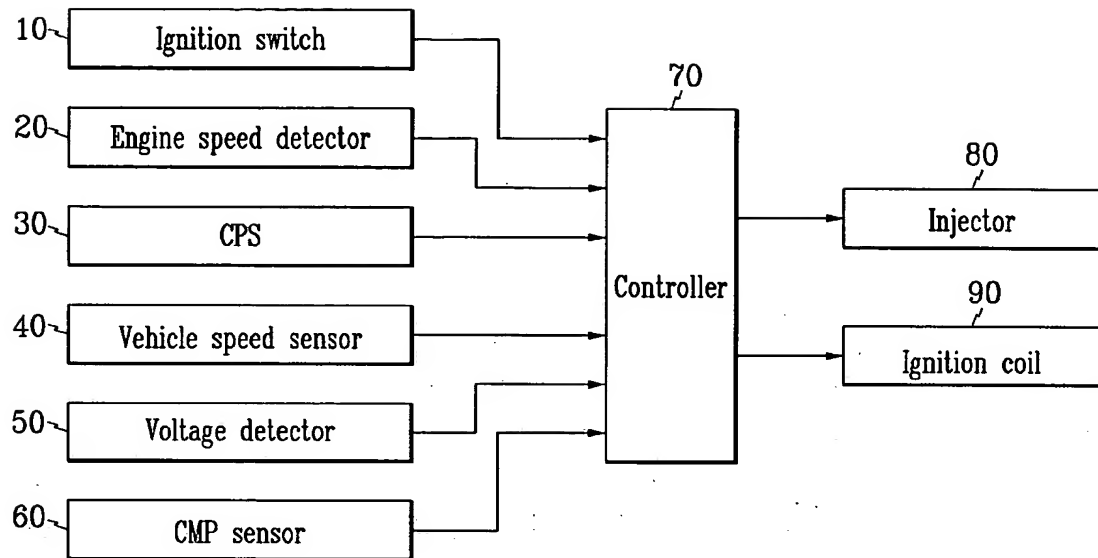 10
Ignition switch
20
Engine speed detector
30
CPS
40
Vehicle speed sensor
50
Voltage detector
60
CMP sensor
70
Controller
80
Injector
90
Ignition coil